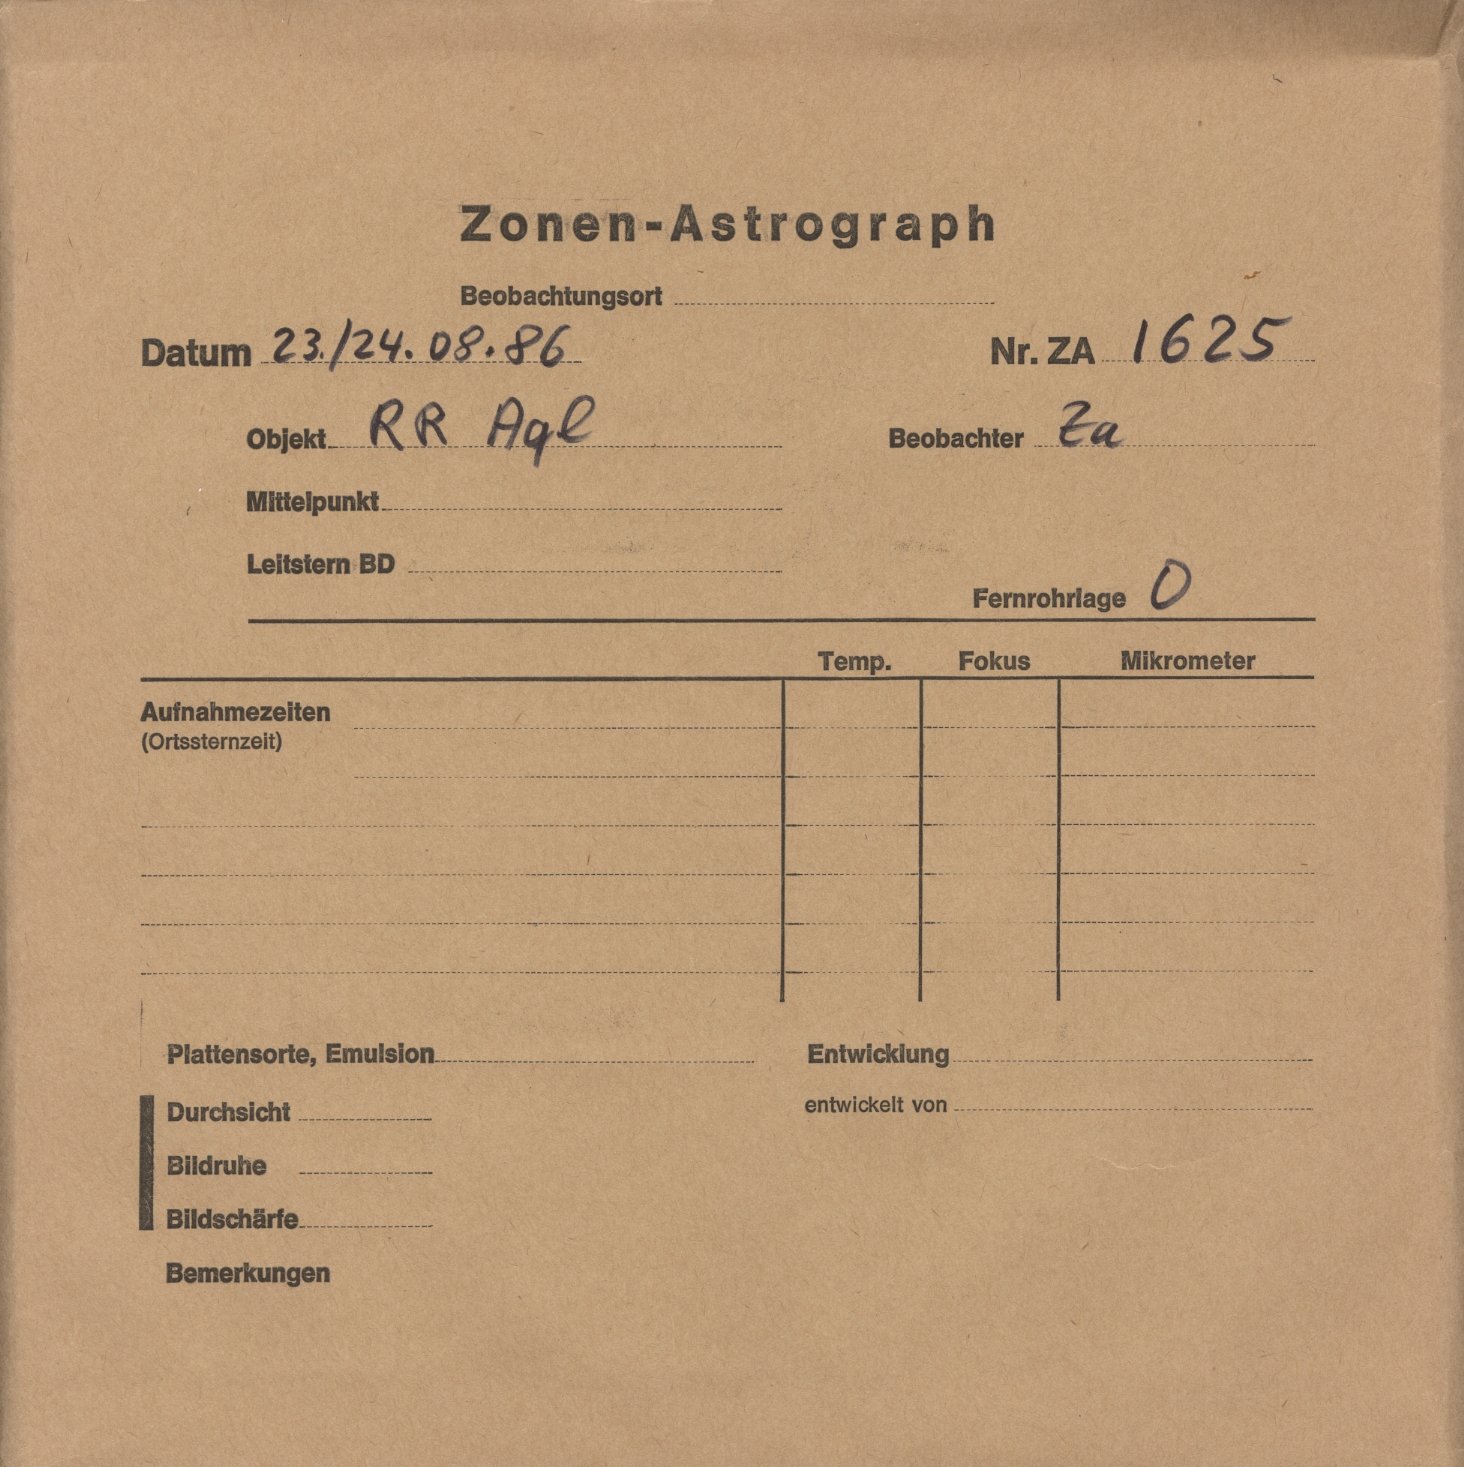 Zonen-Astrograph
Beobachtungsort
Datum 23./24.08.86 Nr. ZA 1625
Objekt RR Aql Beobachter Za
Mittelpunkt
Leitstern BD
Fernrohrlage O
Temp. Fokus Mikrometer
Aufnahmezeiten
(Ortssternzeit)
Plattensorte, Emulsion Entwicklung
entwickelt von
Durchsicht
Bildruhe
Bildschärfe
Bemerkungen